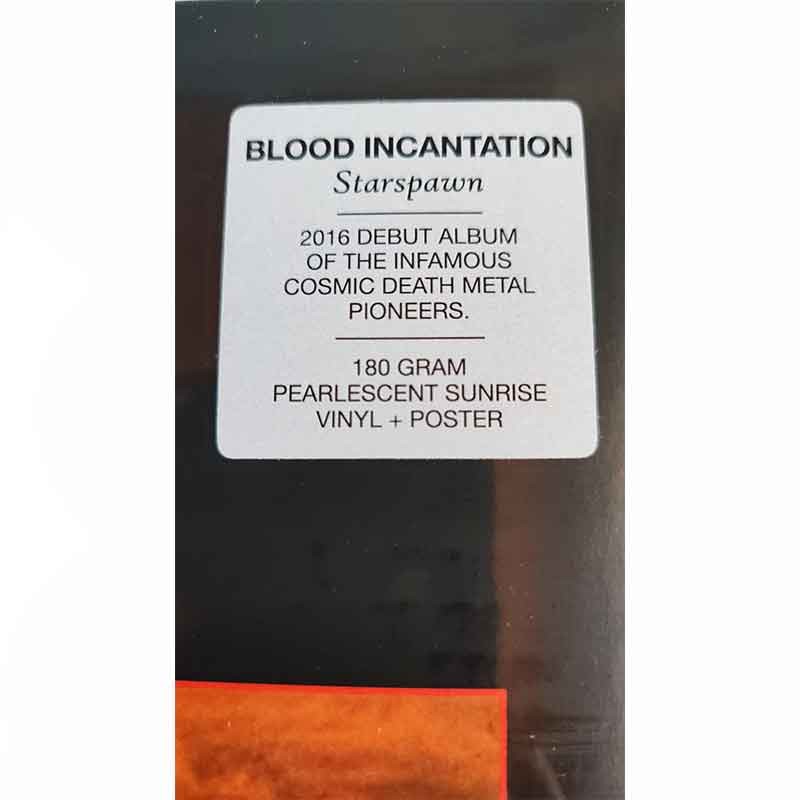 BLOOD INCANTATION
Starspawn
2016 DEBUT ALBUM
OF THE INFAMOUS
COSMIC DEATH METAL
PIONEERS.
180 GRAM
PEARLESCENT SUNRISE
VINYL + POSTER